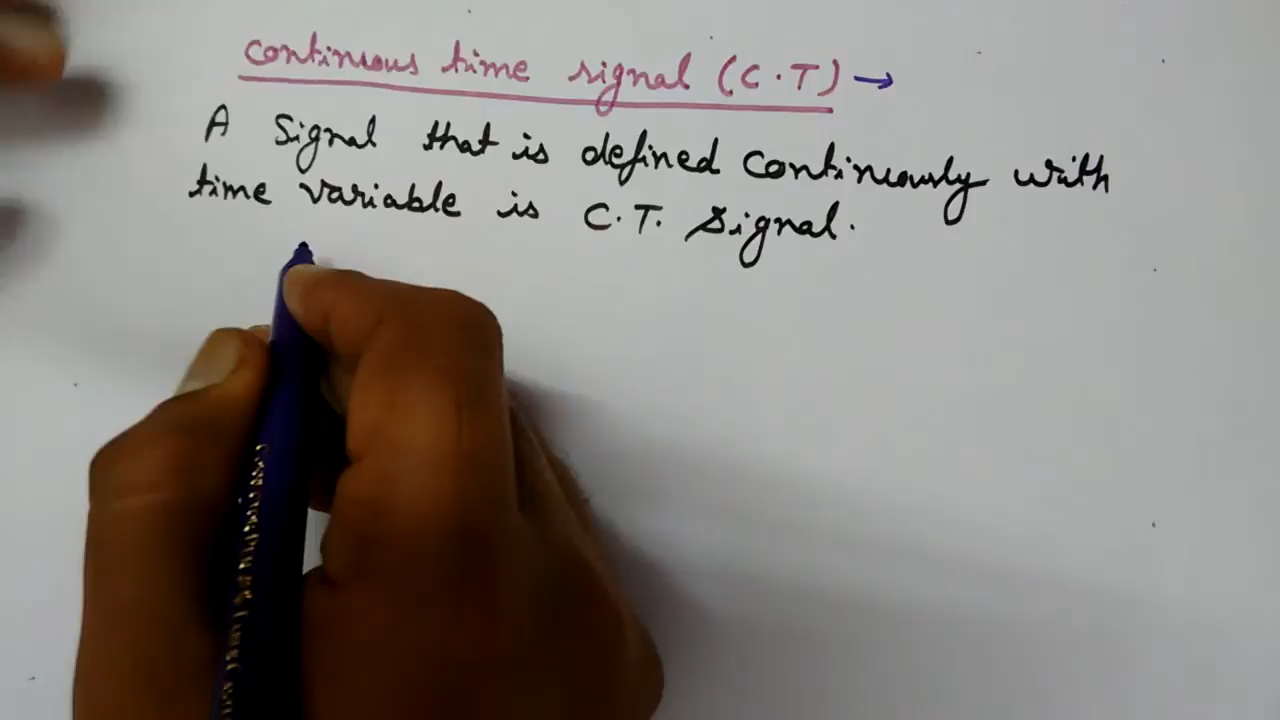 continuous time signal (C.T) →
A Signal that is defined continuously with
time variable is C.T. Signal.